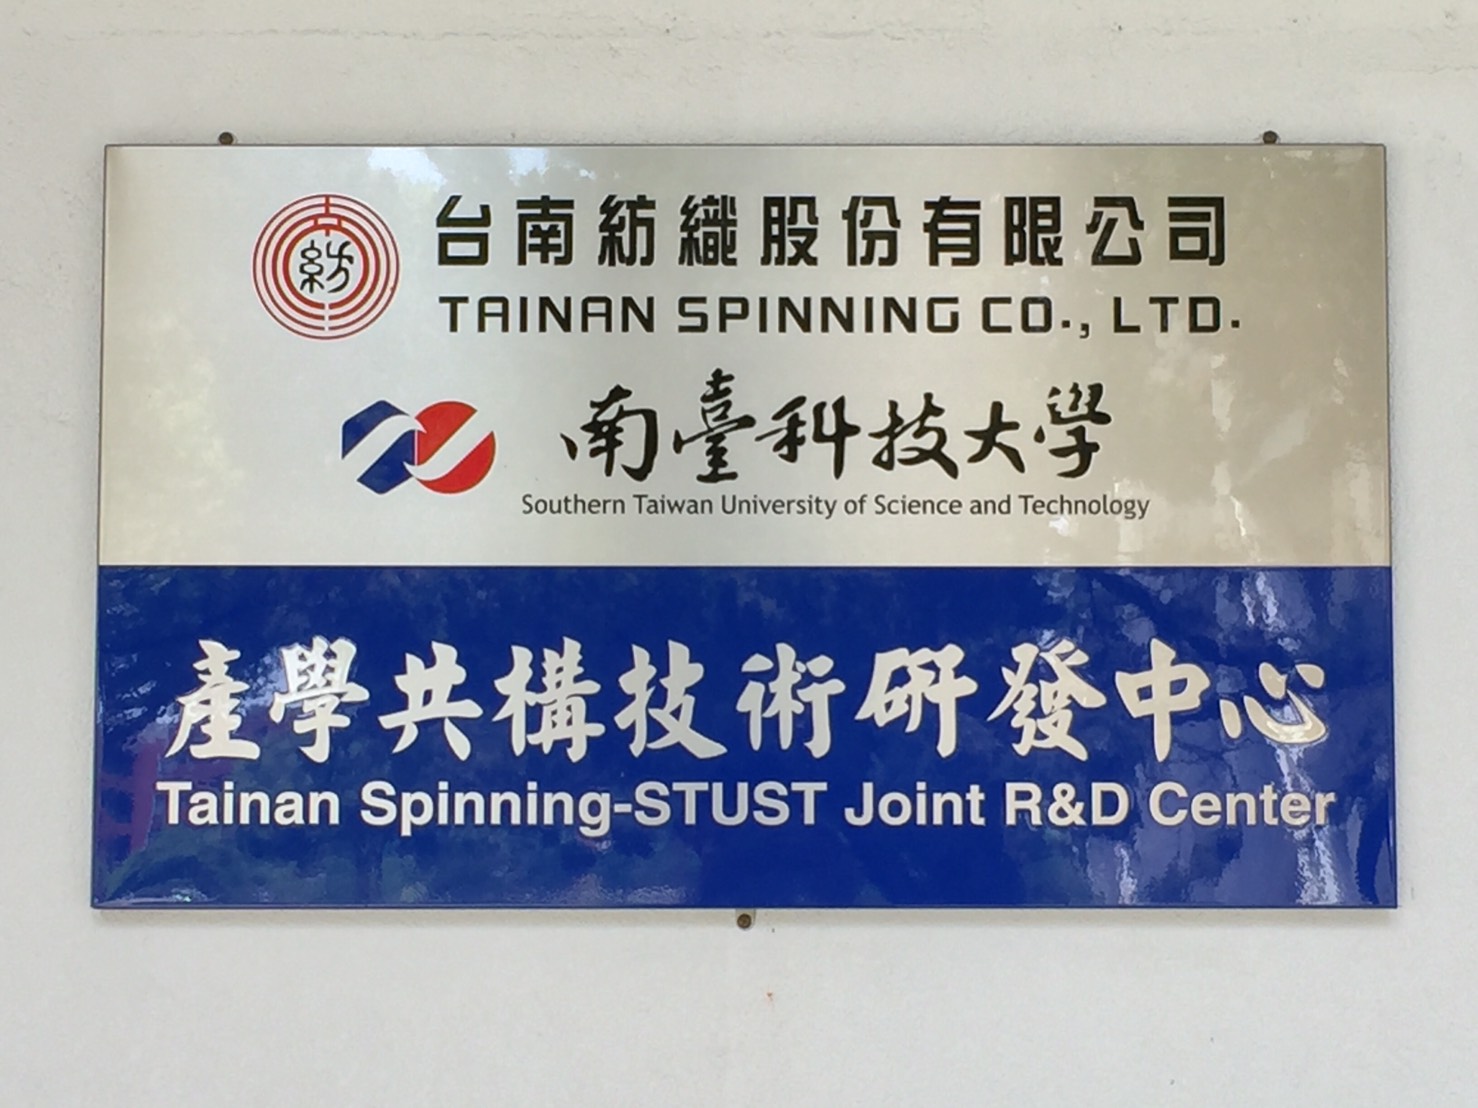 紡
台南紡織股份有限公司
TAINAN SPINNING CO., LTD.
南臺科技大學
Southern Taiwan University of Science and Technology
產學共構技術研發中心
Tainan Spinning-STUST Joint R&D Center